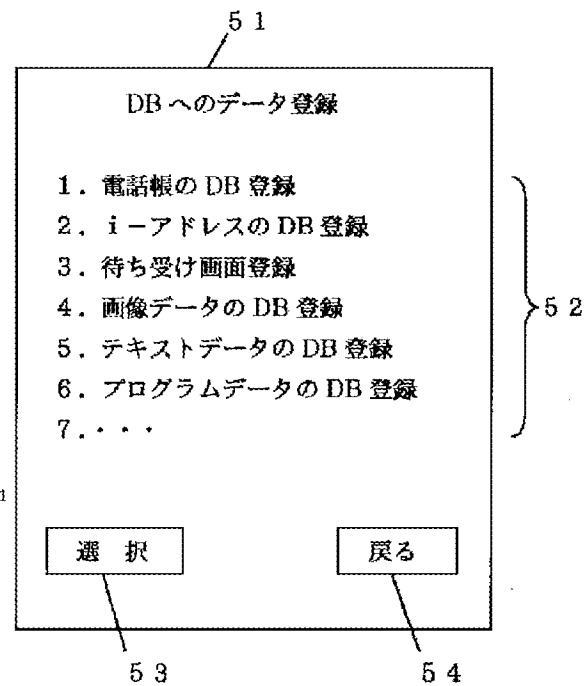 ５１
DBへのデータ登録
１．電話帳のDB登録
２．ｉ－アドレスのDB登録
３．待ち受け画面登録
４．画像データのDB登録
５．テキストデータのDB登録
６．プログラムデータのDB登録
７．・・・
５２
1
選　択
戻る
５３
５４